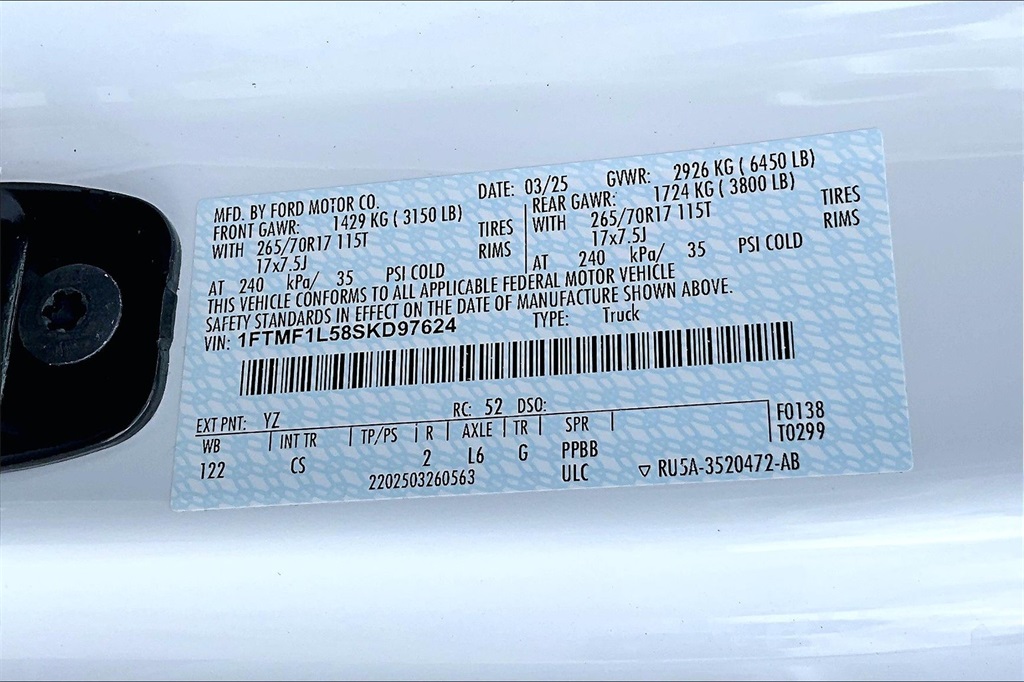 MFD. BY FORD MOTOR CO. DATE: 03/25 GVWR: 2926 KG ( 6450 LB)
FRONT GAWR: 1429 KG ( 3150 LB) REAR GAWR: 1724 KG ( 3800 LB)
WITH 265/70R17 115T TIRES WITH 265/70R17 115T TIRES
17x7.5J RIMS 17x7.5J RIMS
AT 240 kPa/ 35 PSI COLD AT 240 kPa/ 35 PSI COLD
THIS VEHICLE CONFORMS TO ALL APPLICABLE FEDERAL MOTOR VEHICLE
SAFETY STANDARDS IN EFFECT ON THE DATE OF MANUFACTURE SHOWN ABOVE.
VIN: 1FTMF1L58SKD97624 TYPE: Truck
EXT PNT: YZ RC: 52 DSO: F0138
WB INT TR TP/PS R AXLE TR SPR T0299
122 CS 2 L6 G PPBB
2202503260563 ULC ▽ RU5A-3520472-AB